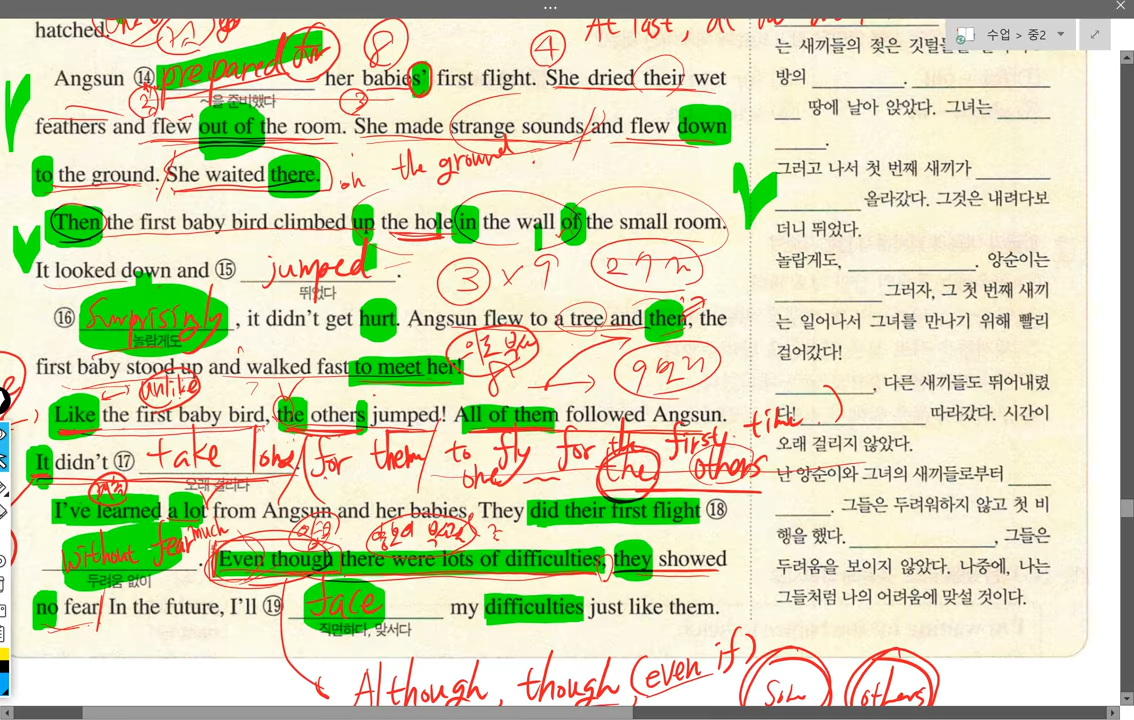 수업 > 중2
hatched.
At last, at
Angsun ⑭ prepared for her babies' first flight. She dried their wet
~을 준비했다
feathers and flew out of the room. She made strange sounds and flew down
to the ground. She waited there. on the ground.
Then the first baby bird climbed up the hole in the wall of the small room.
It looked down and ⑮ jumped.
뛰었다
③ × 9
⑯ Surprisingly, it didn't get hurt. Angsun flew to a tree and then, the
놀랍게도
first baby stood up and walked fast to meet her!
unlike
9번지
Like the first baby bird, the others jumped! All of them followed Angsun.
It didn't ⑰ take long for them to fly for the first time
오래 걸리다
one the others
I've learned a lot from Angsun and her babies. They did their first flight ⑱
much
without fear. Even though there were lots of difficulties, they showed
두려움 없이
no fear. In the future, I'll ⑲ face my difficulties just like them.
직면하다, 맞서다
Although, though, (even if)
others
는 새끼들의 젖은 깃털들을
방의
땅에 날아 앉았다. 그녀는
그러고 나서 첫 번째 새끼가
올라갔다. 그것은 내려다보
더니 뛰었다.
놀랍게도, . 앙순이는
그러자, 그 첫 번째 새끼
는 일어나서 그녀를 만나기 위해 빨리
걸어갔다!
, 다른 새끼들도 뛰어내렸
다! 따라갔다. 시간이
오래 걸리지 않았다.
난 앙순이와 그녀의 새끼들로부터
. 그들은 두려워하지 않고 첫 비
행을 했다. , 그들은
두려움을 보이지 않았다. 나중에, 나는
그들처럼 나의 어려움에 맞설 것이다.